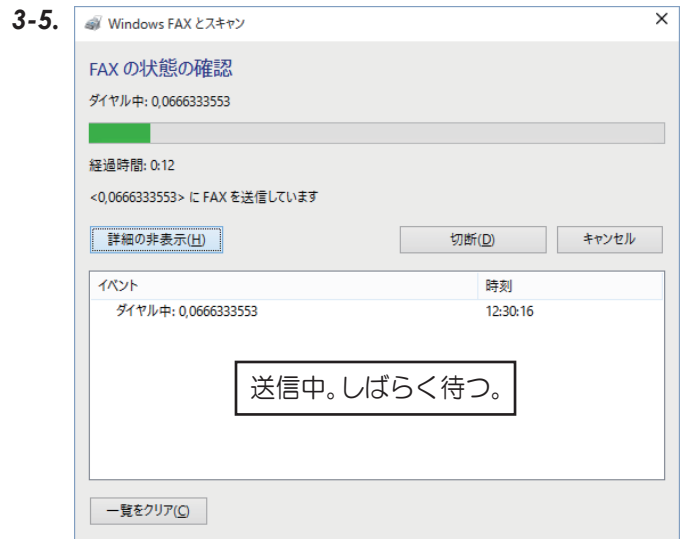 3-5.
Windows FAX とスキャン
FAX の状態の確認
ダイヤル中: 0,0666333553
経過時間: 0:12
<0,0666333553> に FAX を送信しています
詳細の非表示(H) 切断(D) キャンセル
イベント 時刻
ダイヤル中: 0,0666333553 12:30:16
送信中。しばらく待つ。
一覧をクリア(C)